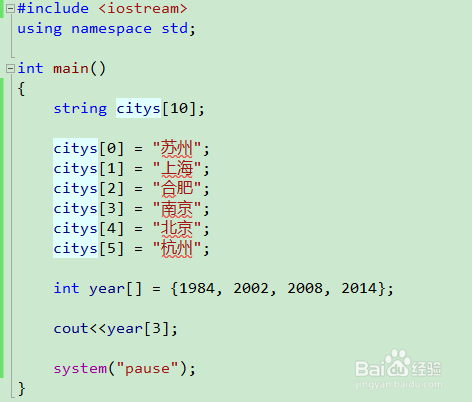 #include <iostream>
using namespace std;
int main()
{
string citys[10];
citys[0] = "苏州";
citys[1] = "上海";
citys[2] = "合肥";
citys[3] = "南京";
citys[4] = "北京";
citys[5] = "杭州";
int year[] = {1984, 2002, 2008, 2014};
cout<<year[3];
system("pause");
}
Baidu经验
jingyan.baidu.com